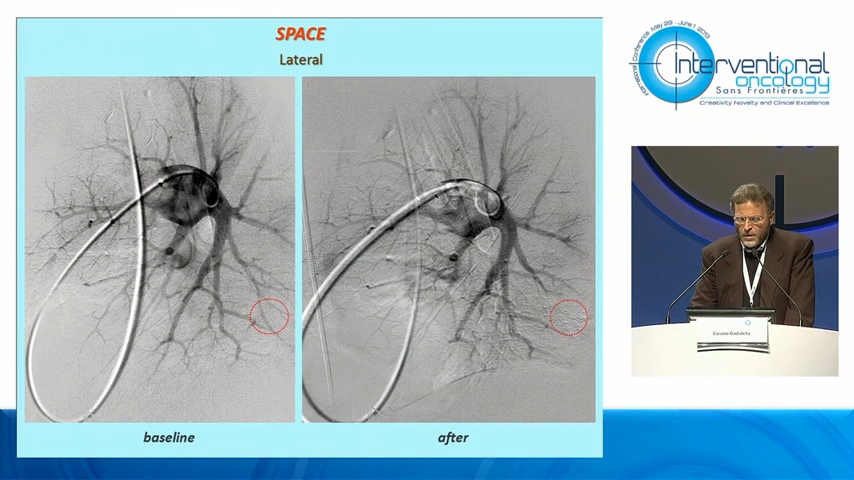 SPACE
Lateral
baseline
after
International Conference May 29 - June 1 2013
Interventional
oncology
Sans Frontières
Creativity Novelty and Clinical Excellence
Cosimo Gadaleta